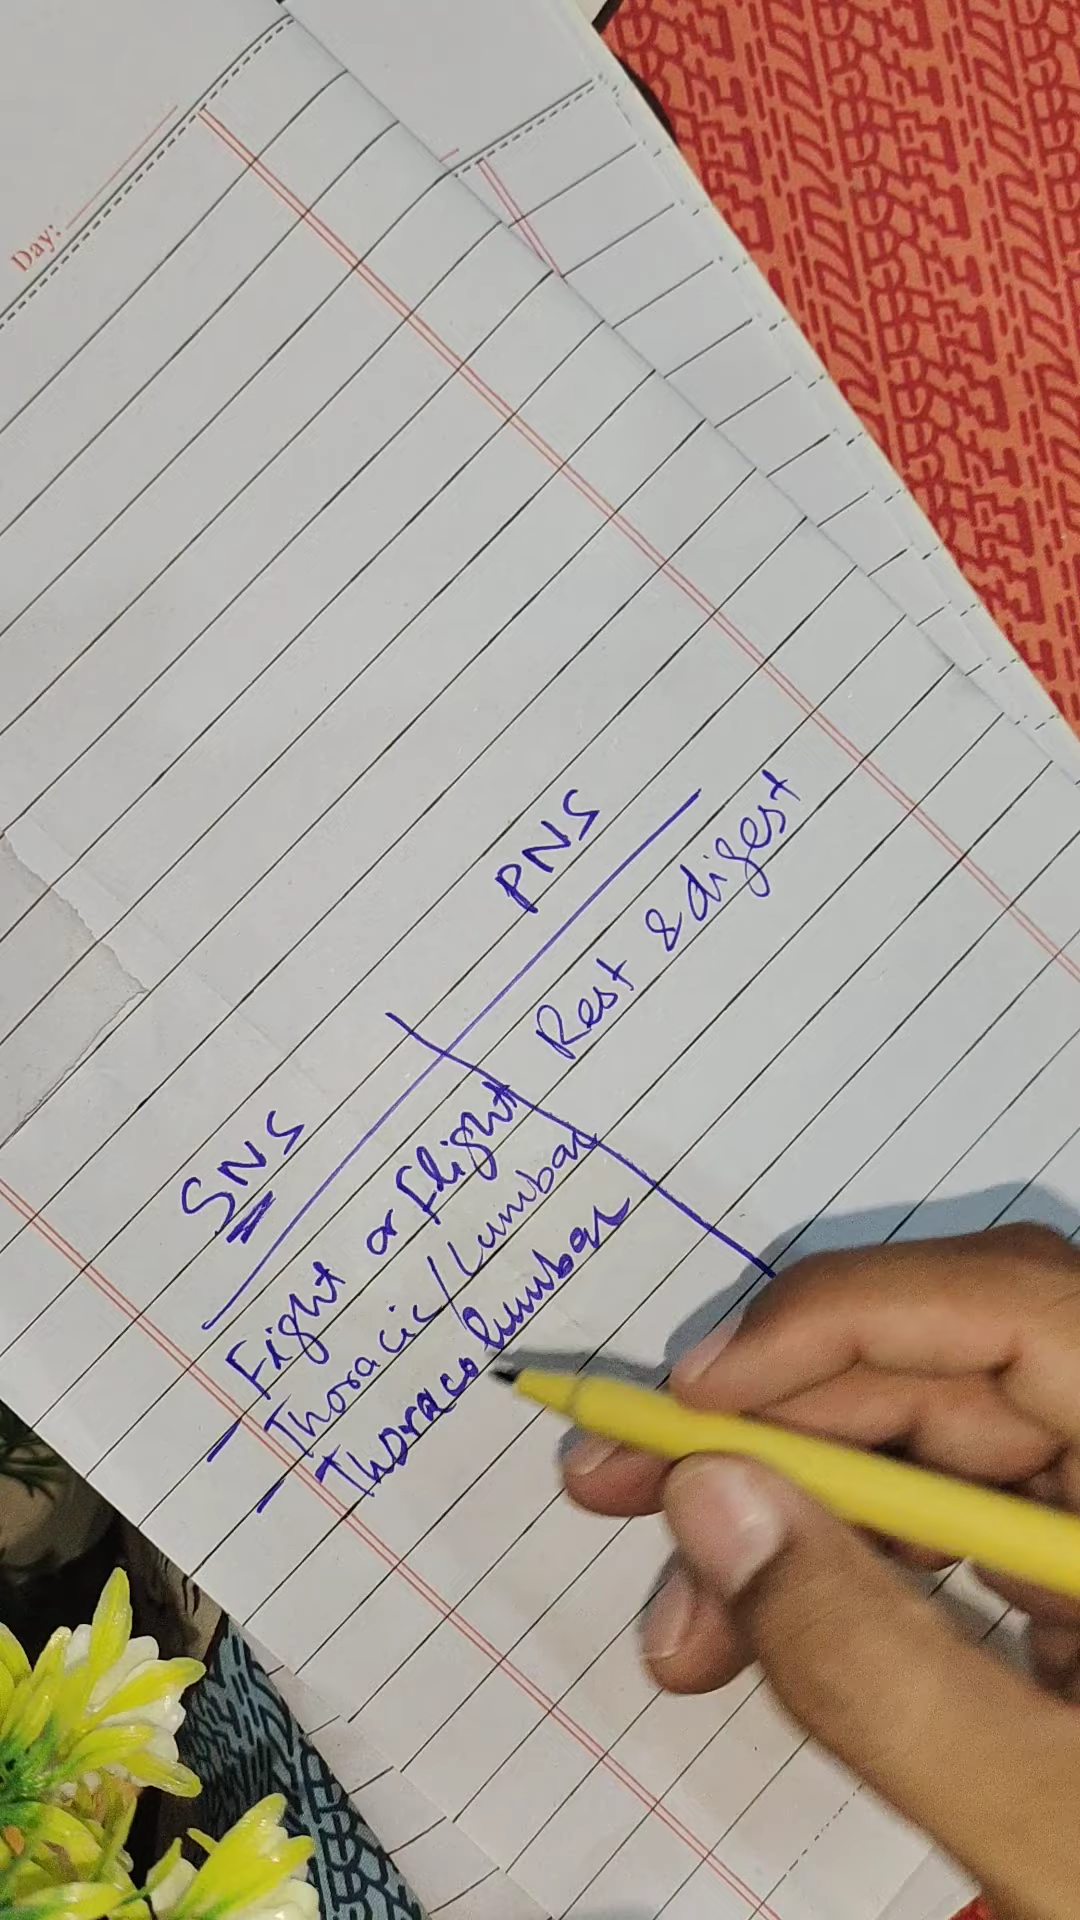 Day:
SNS PNS
Fight or Flight Rest & digest
- Thoracic/Lumbar
- Thoracolumbar